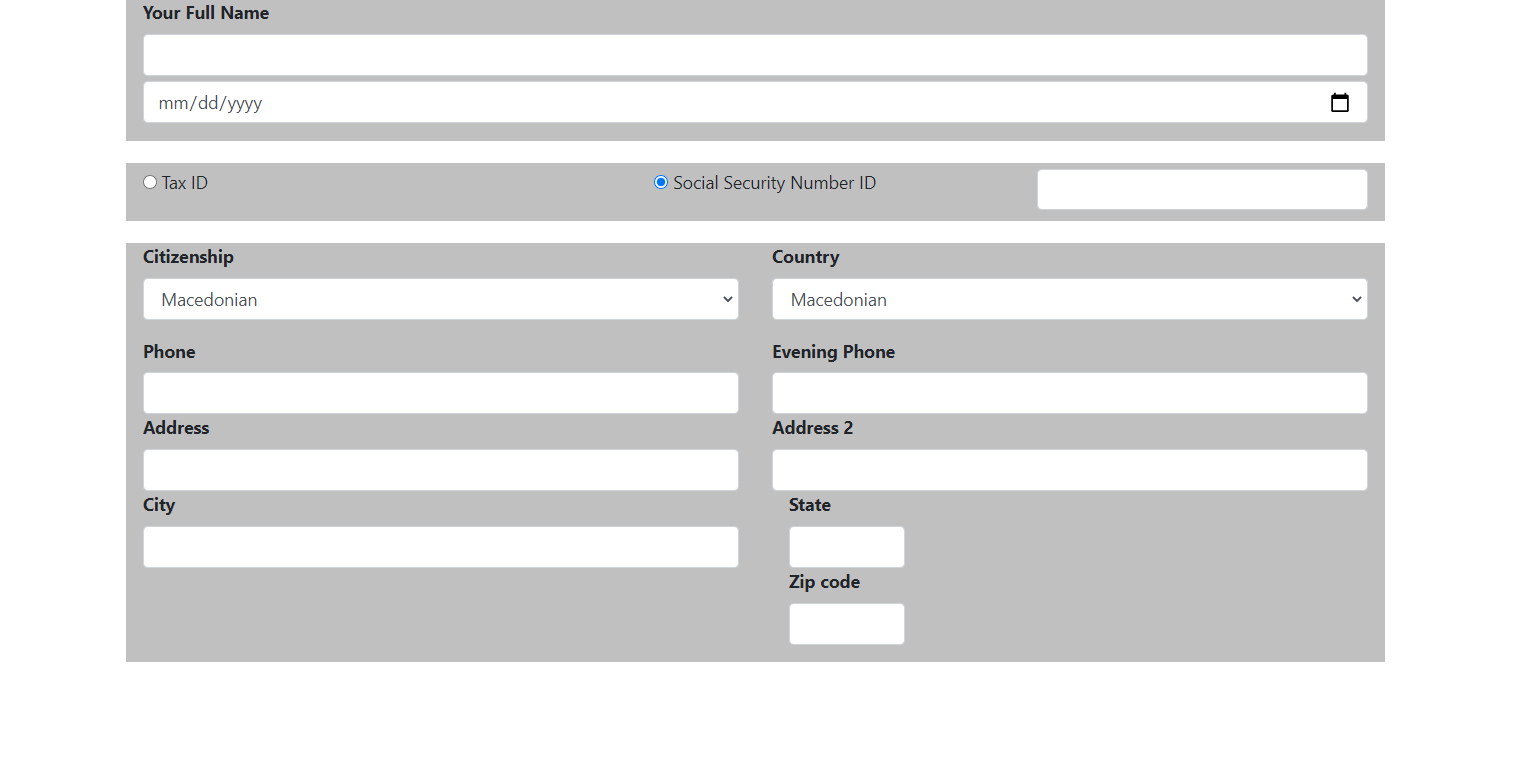 Your Full Name
mm/dd/yyyy
Tax ID Social Security Number ID
Citizenship Country
Macedonian Macedonian
Phone Evening Phone
Address Address 2
City State
Zip code